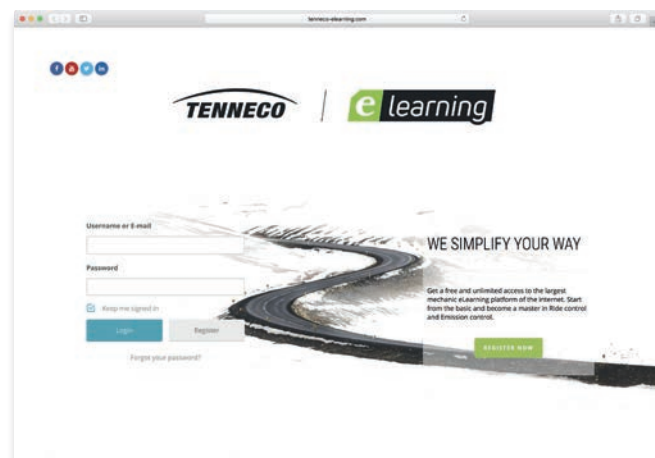 tenneco-elearning.com
TENNECO
e learning
Username or E-mail
Password
Keep me signed in
Login
Register
Forgot your password?
WE SIMPLIFY YOUR WAY
Get a free and unlimited access to the largest
mechanic eLearning platform of the internet. Start
from the basic and become a master in Ride control
and Emission control.
REGISTER NOW